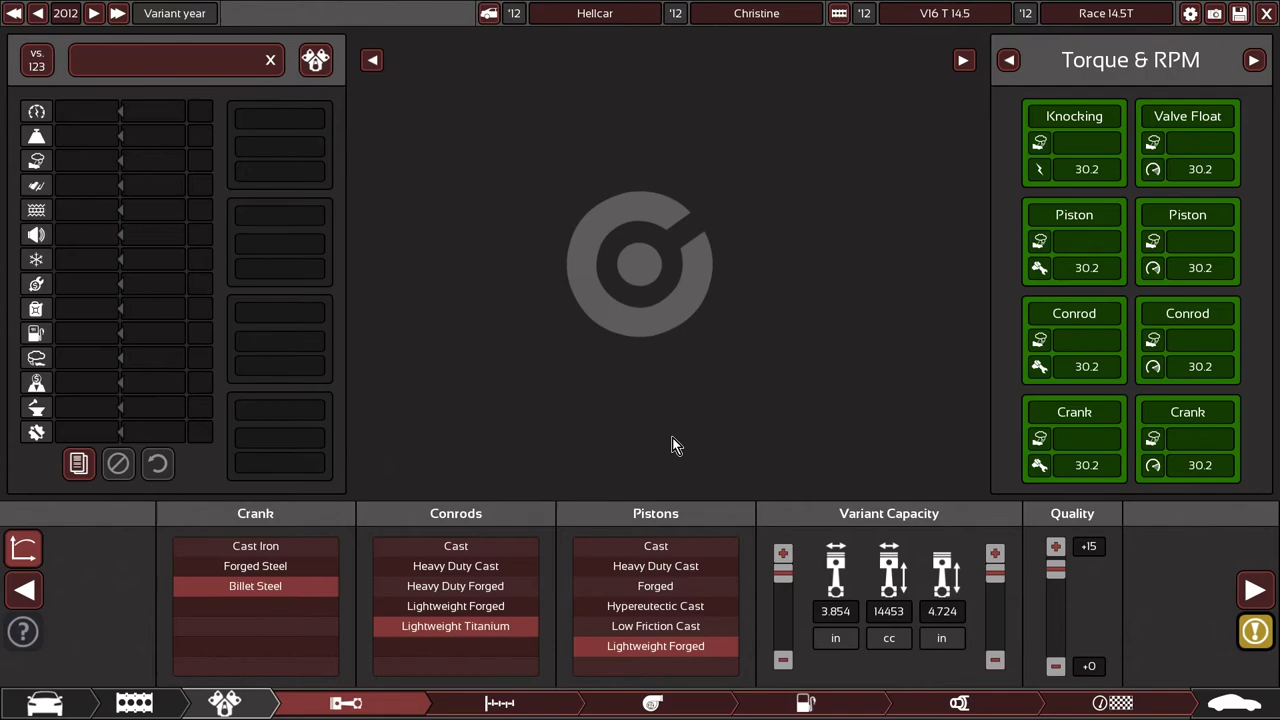 2012
Variant year
'12
Hellcar
'12
Christine
'12
V16 T 14.5
'12
Race 14.5T
vs.
123
x
Torque & RPM
Knocking
Valve Float
30.2
30.2
Piston
Piston
30.2
30.2
Conrod
Conrod
30.2
30.2
Crank
Crank
30.2
30.2
Crank
Conrods
Pistons
Variant Capacity
Quality
Cast Iron
Forged Steel
Billet Steel
Cast
Heavy Duty Cast
Heavy Duty Forged
Lightweight Forged
Lightweight Titanium
Cast
Heavy Duty Cast
Forged
Hypereutectic Cast
Low Friction Cast
Lightweight Forged
3.854
14453
4.724
in
cc
in
+15
+0